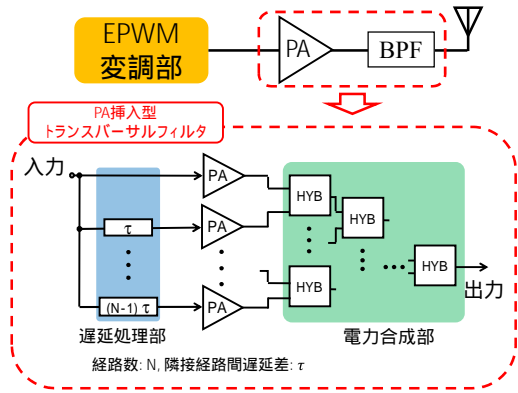 EPWM
変調部
PA
BPF
PA挿入型
トランスバーサルフィルタ
入力
PA
HYB
HYB
τ
PA
HYB
HYB
(N-1) τ
PA
出力
遅延処理部
電力合成部
経路数: N, 隣接経路間遅延差: τ